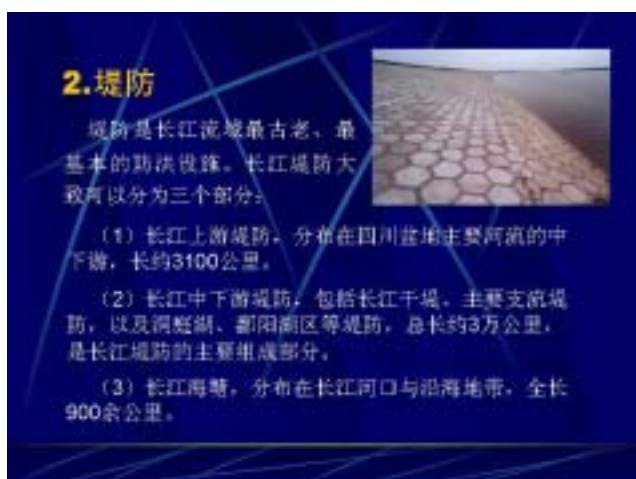 2.堤防
堤防是长江流域最古老、最
基本的防洪设施。长江堤防大
致可以分为三个部分：
（1）长江上游堤防，分布在四川盆地主要河流的中
下游，长约3100公里。
（2）长江中下游堤防，包括长江干堤、主要支流堤
防，以及洞庭湖、鄱阳湖区等堤防，总长约3万公里，
是长江堤防的主要组成部分。
（3）长江海塘，分布在长江河口与沿海地带，全长
900余公里。